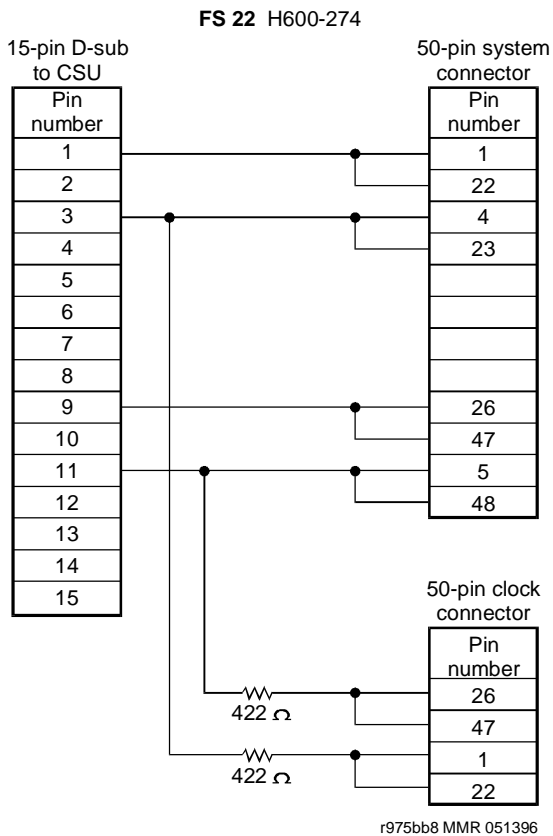 FS 22 H600-274
15-pin D-sub
to CSU
Pin
number
1
2
3
4
5
6
7
8
9
10
11
12
13
14
15
50-pin system
connector
Pin
number
1
22
4
23
26
47
5
48
50-pin clock
connector
Pin
number
26
47
1
22
422 Ω
422 Ω
r975bb8 MMR 051396